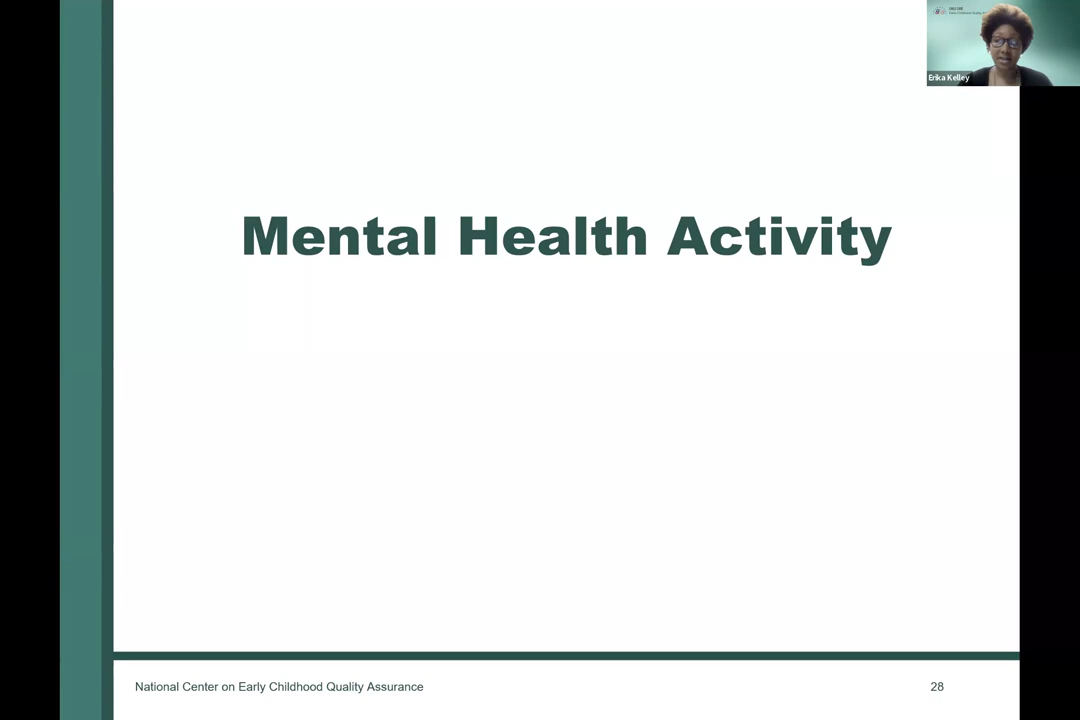 Erika Kelley
Mental Health Activity
National Center on Early Childhood Quality Assurance
28